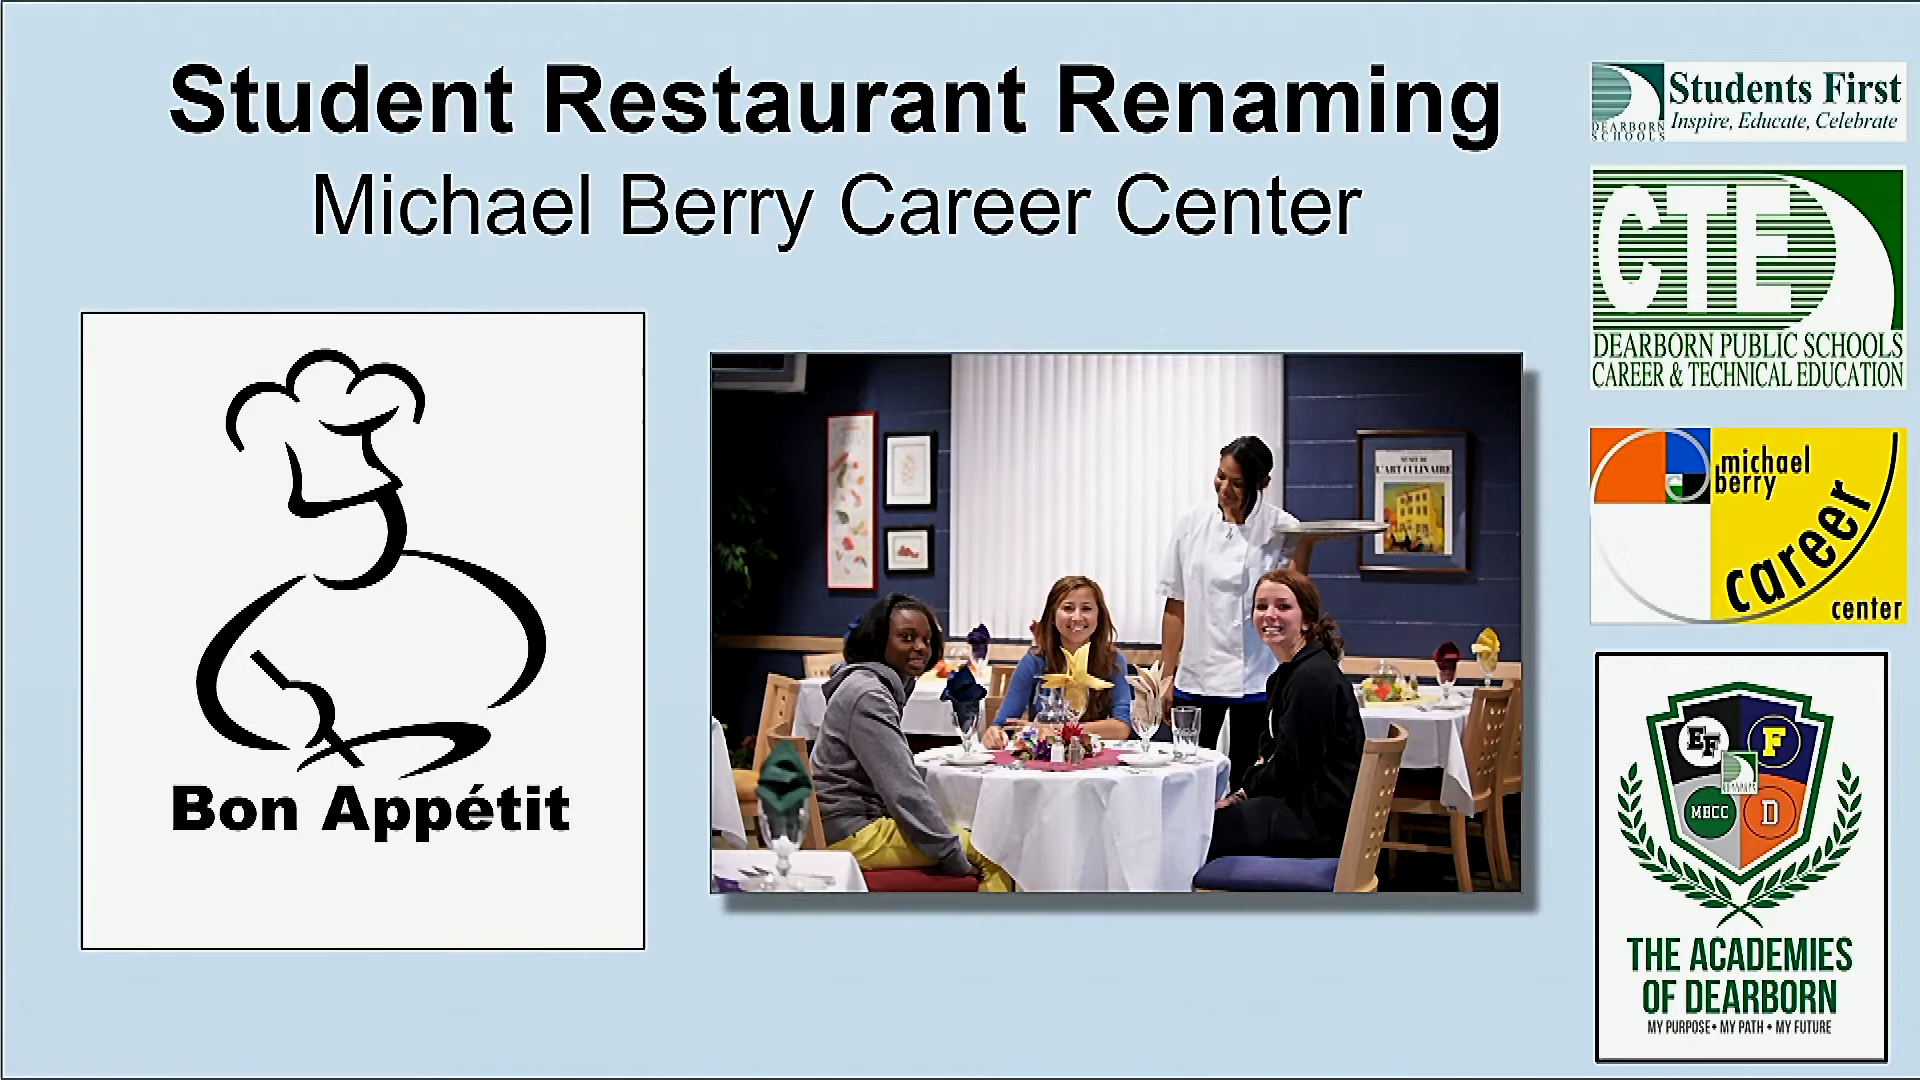 Student Restaurant Renaming
Michael Berry Career Center
Bon Appétit
L'ART CULINAIRE
DEARBORN
SCHOOLS
Students First
Inspire, Educate, Celebrate
CTE
DEARBORN PUBLIC SCHOOLS
CAREER & TECHNICAL EDUCATION
michael
berry
career
center
EF
F
MBCC
D
THE ACADEMIES
OF DEARBORN
MY PURPOSE • MY PATH • MY FUTURE